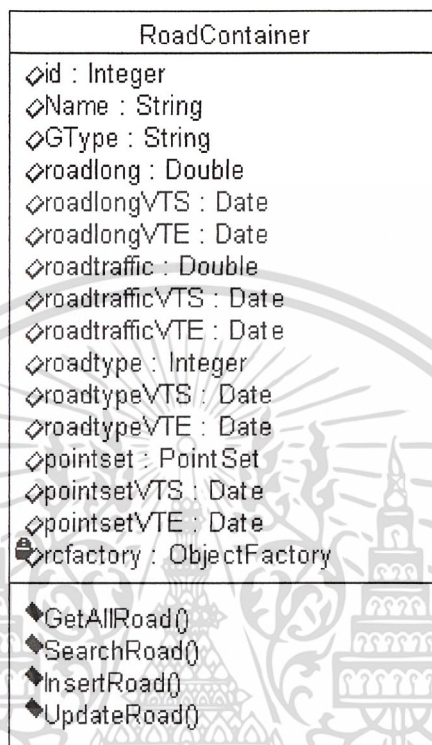 RoadContainer
id : Integer
Name : String
GType : String
roadlong : Double
roadlongVTS : Date
roadlongVTE : Date
roadtraffic : Double
roadtrafficVTS : Date
roadtrafficVTE : Date
roadtype : Integer
roadtypeVTS : Date
roadtypeVTE : Date
pointset : PointSet
pointsetVTS : Date
pointsetVTE : Date
rcfactory : ObjectFactory
GetAllRoad()
SearchRoad()
InsertRoad()
UpdateRoad()